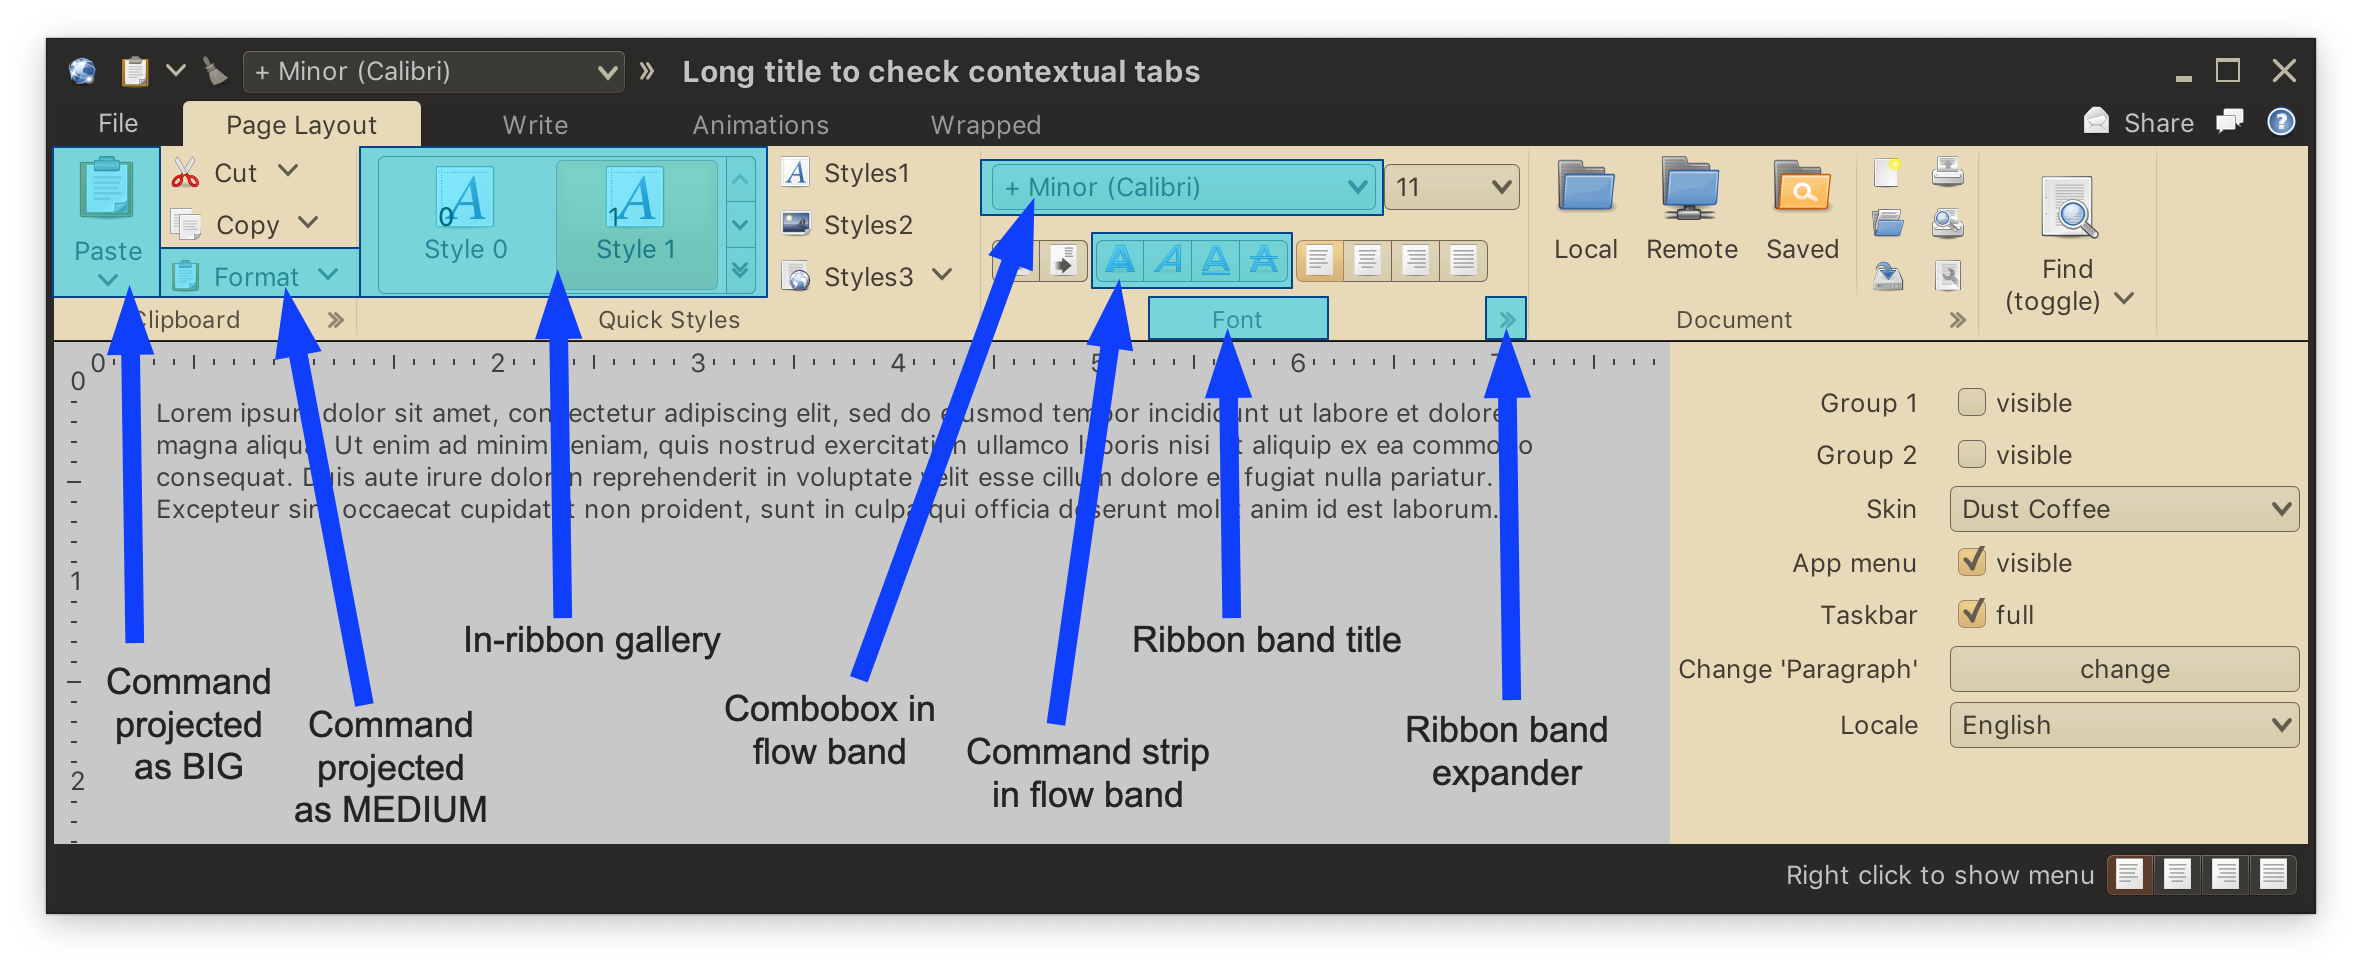 + Minor (Calibri) » Long title to check contextual tabs
File Page Layout Write Animations Wrapped Share ?
Paste
Cut
Copy
Format
Clipboard »
0 Style 0
1 Style 1
Styles1
Styles2
Styles3
Quick Styles
+ Minor (Calibri) 11
Font »
Local Remote Saved
Document »
Find
(toggle)
0 2 3 4 5 6
0
1
2
Lorem ipsum dolor sit amet, consectetur adipiscing elit, sed do eiusmod tempor incididunt ut labore et dolore
magna aliqua. Ut enim ad minim veniam, quis nostrud exercitation ullamco laboris nisi ut aliquip ex ea commodo
consequat. Duis aute irure dolor in reprehenderit in voluptate velit esse cillum dolore eu fugiat nulla pariatur.
Excepteur sint occaecat cupidatat non proident, sunt in culpa qui officia deserunt mollit anim id est laborum.
Command
projected
as BIG
Command
projected
as MEDIUM
In-ribbon gallery
Combobox in
flow band
Command strip
in flow band
Ribbon band title
Ribbon band
expander
Group 1 visible
Group 2 visible
Skin Dust Coffee
App menu visible
Taskbar full
Change 'Paragraph' change
Locale English
Right click to show menu